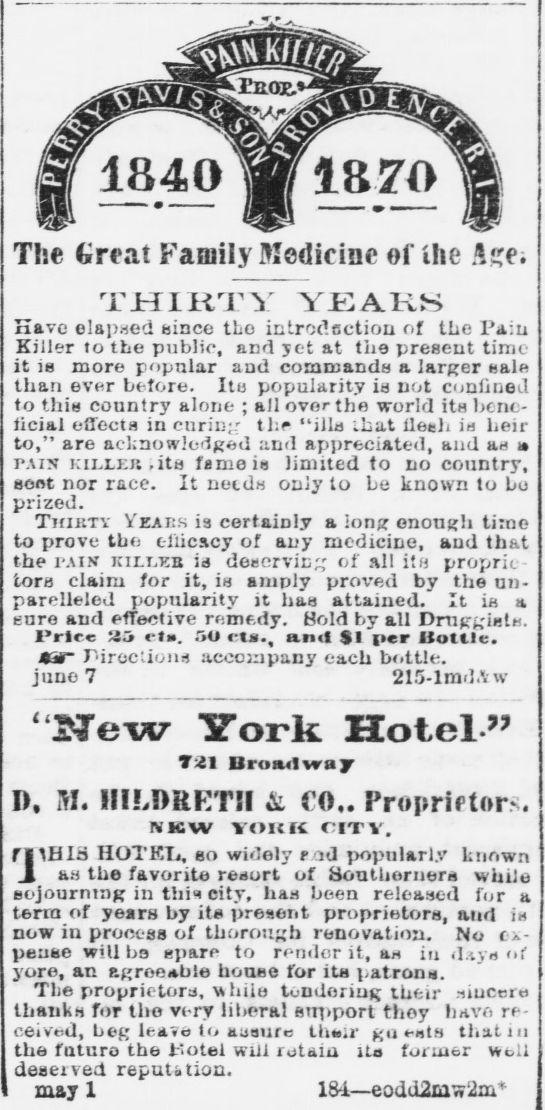 PAIN KILLER
PROP.s
PERRY DAVIS & SON.
PROVIDENCE, R. I.
1840
1870
The Great Family Medicine of the Age.
THIRTY YEARS
Have elapsed since the introdsction of the Pain
Killer to the public, and yet at the present time
it is more popular and commands a larger sale
than ever before. Its popularity is not confined
to this country alone ; all over the world its bene-
ficial effects in curing the "ills that flesh is heir
to," are acknowledged and appreciated, and as a
PAIN KILLER its fame is limited to no country,
sect nor race. It needs only to be known to be
prized.
THIRTY YEARS is certainly a long enough time
to prove the efficacy of any medicine, and that
the PAIN KILLER is deserving of all its proprie-
tors claim for it, is amply proved by the un-
parelleled popularity it has attained. It is a
sure and effective remedy. Sold by all Druggists.
Price 25 cts. 50 cts., and $1 per Bottle.
☞ Directions accompany each bottle.
june 7 215-1md&w
"New York Hotel."
721 Broadway
D. M. HILDRETH & CO., Proprietors.
NEW YORK CITY.
THIS HOTEL, so widely and popularly known
as the favorite resort of Southerners while
sojourning in this city, has been released for a
term of years by its present proprietors, and is
now in process of thorough renovation. No ex-
pense will be spare to render it, as in days of
yore, an agreeable house for its patrons.
The proprietors, while tendering their sincere
thanks for the very liberal support they have re-
ceived, beg leave to assure their guests that in
the future the Hotel will retain its former well
deserved reputation.
may 1 184—eodd2mw2m*